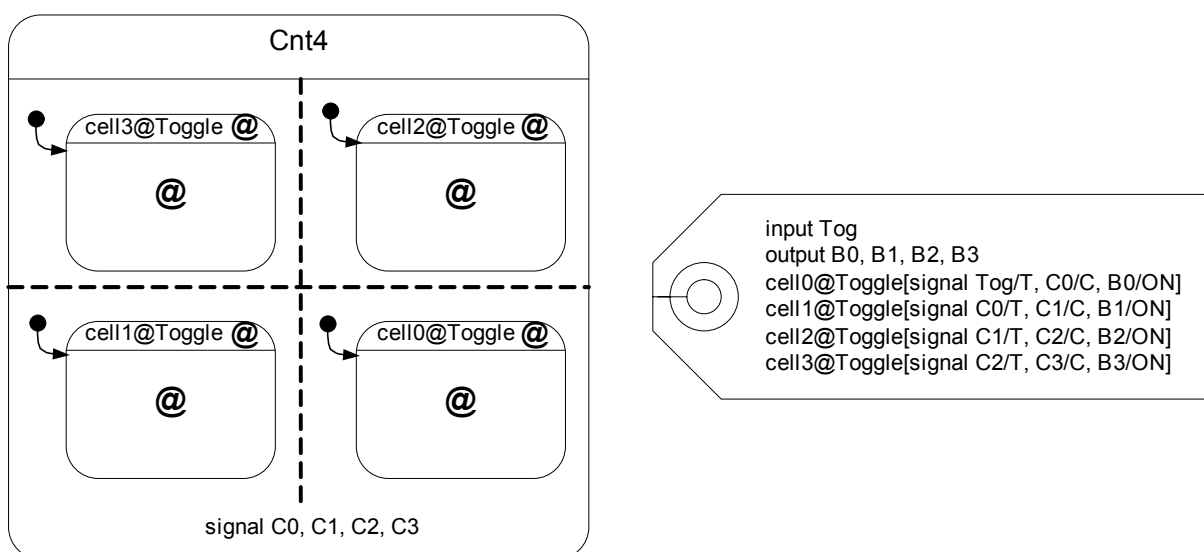 Cnt4
cell3@Toggle @
@
cell2@Toggle @
@
cell1@Toggle @
@
cell0@Toggle @
@
signal C0, C1, C2, C3
input Tog
output B0, B1, B2, B3
cell0@Toggle[signal Tog/T, C0/C, B0/ON]
cell1@Toggle[signal C0/T, C1/C, B1/ON]
cell2@Toggle[signal C1/T, C2/C, B2/ON]
cell3@Toggle[signal C2/T, C3/C, B3/ON]